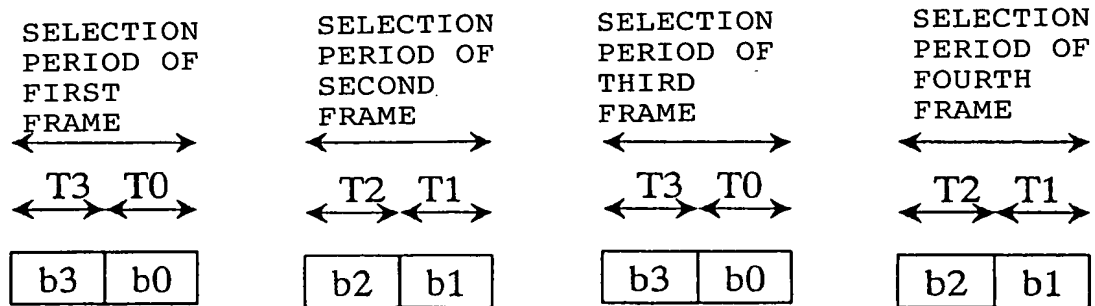 SELECTION
PERIOD OF
FIRST
FRAME
SELECTION
PERIOD OF
SECOND
FRAME
SELECTION
PERIOD OF
THIRD
FRAME
SELECTION
PERIOD OF
FOURTH
FRAME
T3 T0
T2 T1
T3 T0
T2 T1
b3 b0
b2 b1
b3 b0
b2 b1